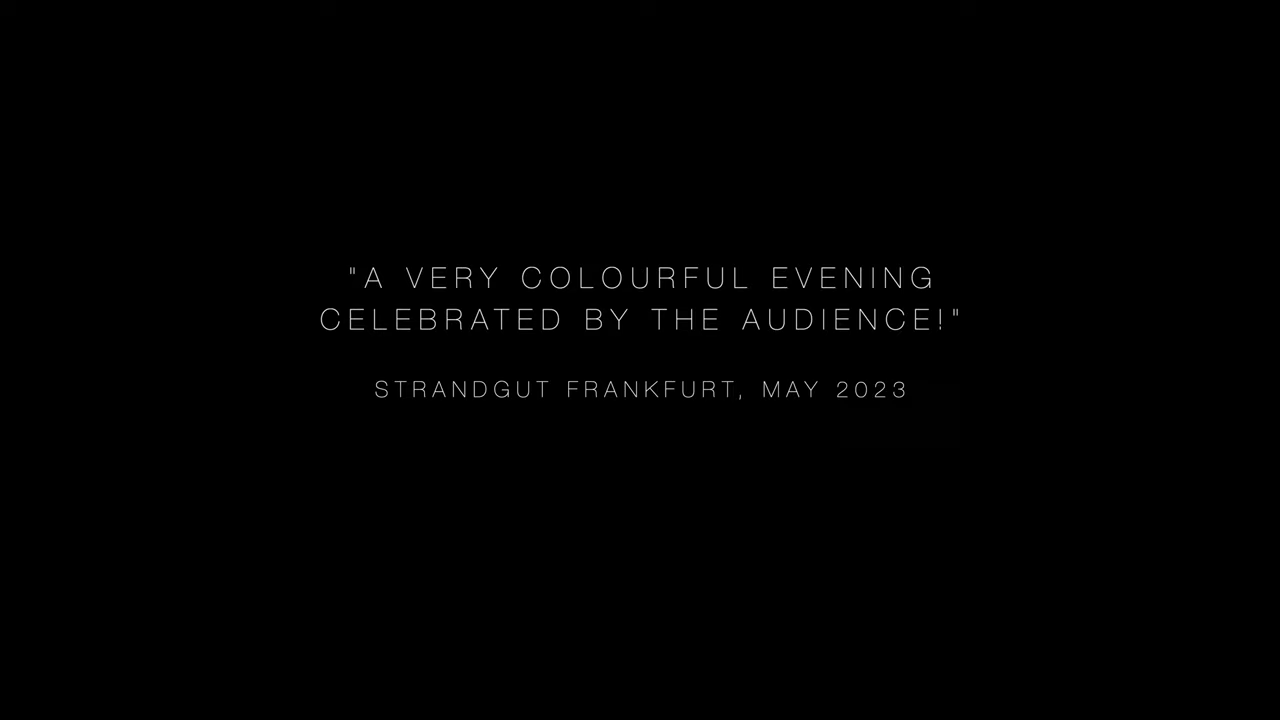 "A VERY COLOURFUL EVENING
CELEBRATED BY THE AUDIENCE!"
STRANDGUT FRANKFURT, MAY 2023